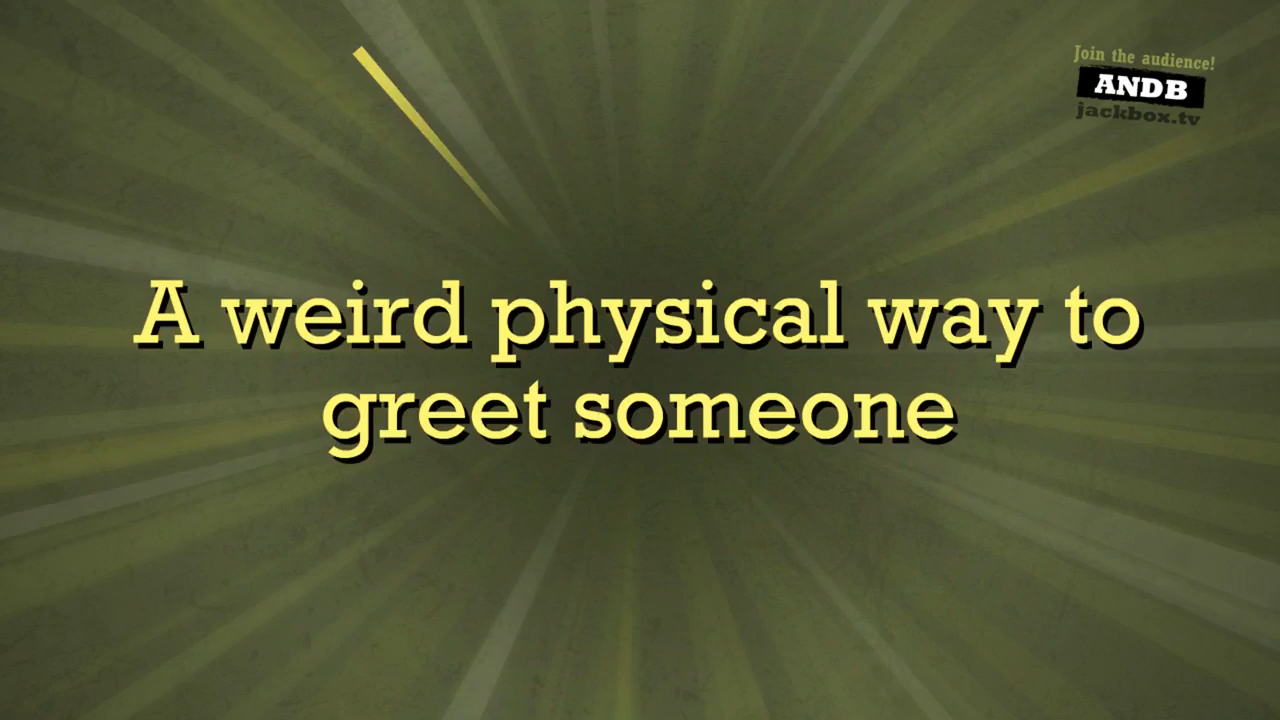 Join the audience!
ANDB
jackbox.tv
A weird physical way to
greet someone